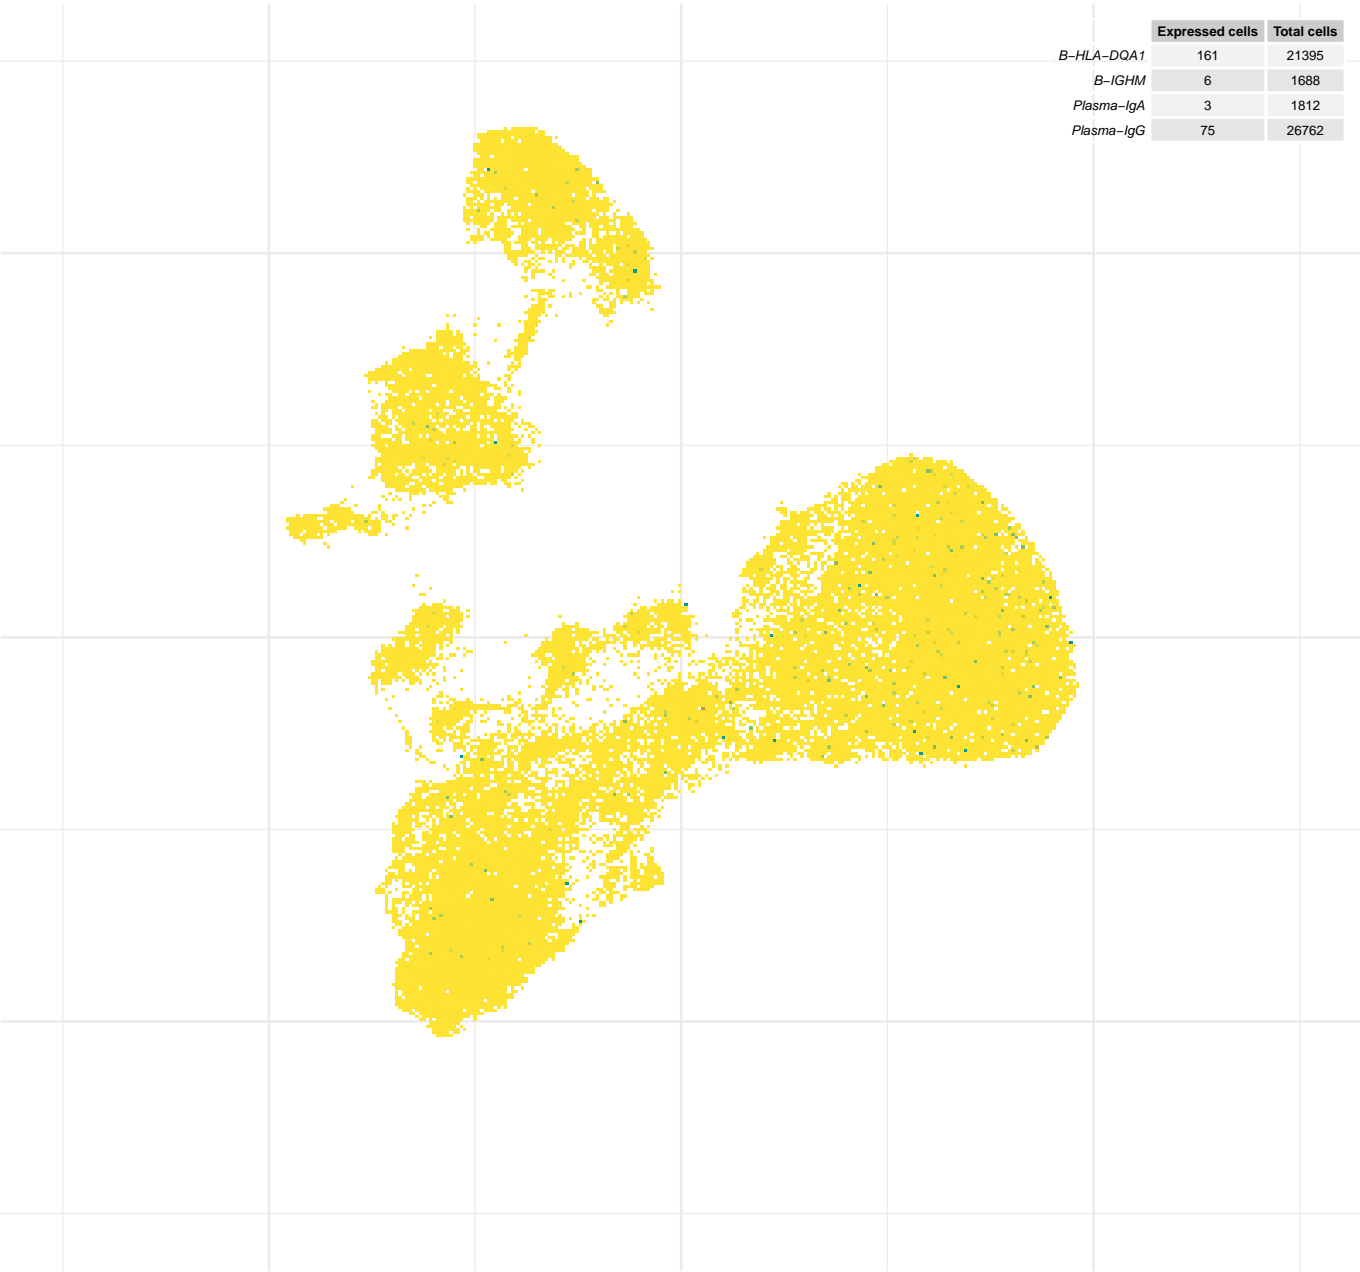 Expressed cells Total cells
B−HLA−DQA1 161 21395
B−IGHM 6 1688
Plasma−IgA 3 1812
Plasma−IgG 75 26762